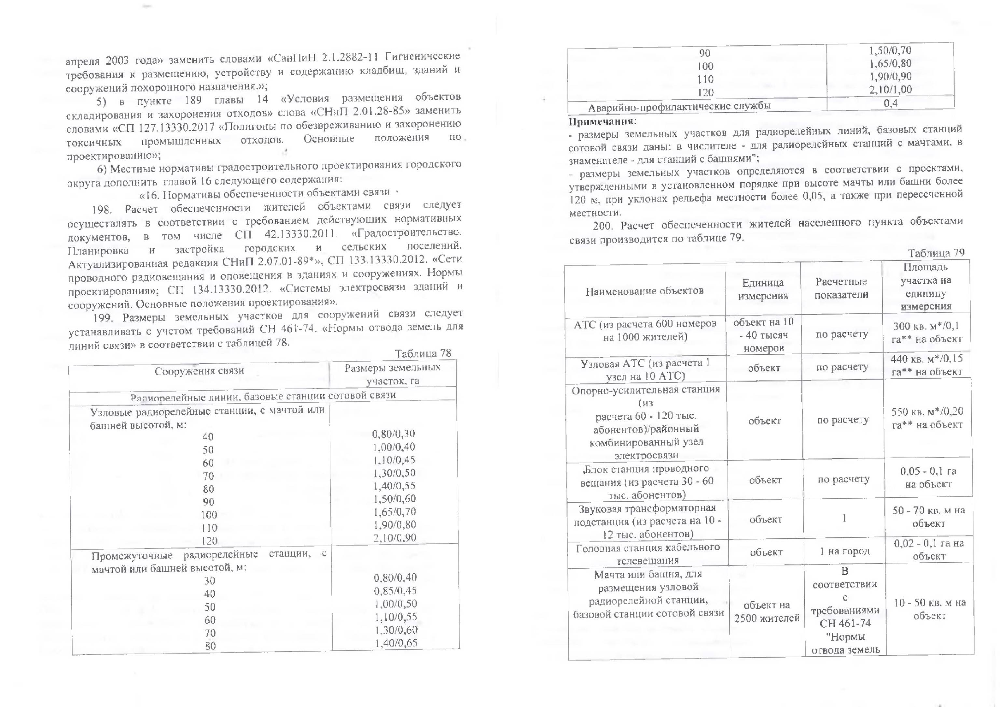 апреля 2003 года» заменить словами «СанПиН 2.1.2882-11 Гигиенические
требования к размещению, устройству и содержанию кладбищ, зданий и
сооружений похоронного назначения.»;
5) в пункте 189 главы 14 «Условия размещения объектов
складирования и захоронения отходов» слова «СНиП 2.01.28-85» заменить
словами «СП 127.13330.2017 «Полигоны по обезвреживанию и захоронению
токсичных промышленных отходов. Основные положения по
проектированию»;
6) Местные нормативы градостроительного проектирования городского
округа дополнить главой 16 следующего содержания:
«16. Нормативы обеспеченности объектами связи
198. Расчет обеспеченности жителей объектами связи следует
осуществлять в соответствии с требованием действующих нормативных
документов, в том числе СП 42.13330.2011. «Градостроительство.
Планировка и застройка городских и сельских поселений.
Актуализированная редакция СНиП 2.07.01-89*», СП 133.13330.2012. «Сети
проводного радиовещания и оповещения в зданиях и сооружениях. Нормы
проектирования»; СП 134.13330.2012. «Системы электросвязи зданий и
сооружений. Основные положения проектирования».
199. Размеры земельных участков для сооружений связи следует
устанавливать с учетом требований СН 461-74. «Нормы отвода земель для
линий связи» в соответствии с таблицей 78.
Таблица 78
Сооружения связи Размеры земельных
участок, га
Радиорелейные линии, базовые станции сотовой связи
Узловые радиорелейные станции, с мачтой или
башней высотой, м:
40 0,80/0,30
50 1,00/0,40
60 1,10/0,45
70 1,30/0,50
80 1,40/0,55
90 1,50/0,60
100 1,65/0,70
110 1,90/0,80
120 2,10/0,90
Промежуточные радиорелейные станции, с
мачтой или башней высотой, м:
30 0,80/0,40
40 0,85/0,45
50 1,00/0,50
60 1,10/0,55
70 1,30/0,60
80 1,40/0,65
90 1,50/0,70
100 1,65/0,80
110 1,90/0,90
120 2,10/1,00
Аварийно-профилактические службы 0,4
Примечания:
- размеры земельных участков для радиорелейных линий, базовых станций
сотовой связи даны: в числителе - для радиорелейных станций с мачтами, в
знаменателе - для станций с башнями";
- размеры земельных участков определяются в соответствии с проектами,
утвержденными в установленном порядке при высоте мачты или башни более
120 м, при уклонах рельефа местности более 0,05, а также при пересеченной
местности.
200. Расчет обеспеченности жителей населенного пункта объектами
связи производится по таблице 79.
Таблица 79
Наименование объектов
Единица
измерения
Расчетные
показатели
Площадь
участка на
единицу
измерения
АТС (из расчета 600 номеров
на 1000 жителей)
объект на 10
- 40 тысяч
номеров
по расчету
300 кв. м*/0,1
га** на объект
Узловая АТС (из расчета 1
узел на 10 АТС)
объект
по расчету
440 кв. м*/0,15
га** на объект
Опорно-усилительная станция
(из
расчета 60 - 120 тыс.
абонентов)/районный
комбинированный узел
электросвязи
объект
по расчету
550 кв. м*/0,20
га** на объект
Блок станция проводного
вещания (из расчета 30 - 60
тыс. абонентов)
объект
по расчету
0,05 - 0,1 га
на объект
Звуковая трансформаторная
подстанция (из расчета на 10 -
12 тыс. абонентов)
объект
1
50 - 70 кв. м на
объект
Головная станция кабельного
телевещания
объект
1 на город
0,02 - 0,1 га на
объект
Мачта или башня, для
размещения узловой
радиорелейной станции,
базовой станции сотовой связи
объект на
2500 жителей
В
соответствии
с
требованиями
СН 461-74
"Нормы
отвода земель
10 - 50 кв. м на
объект